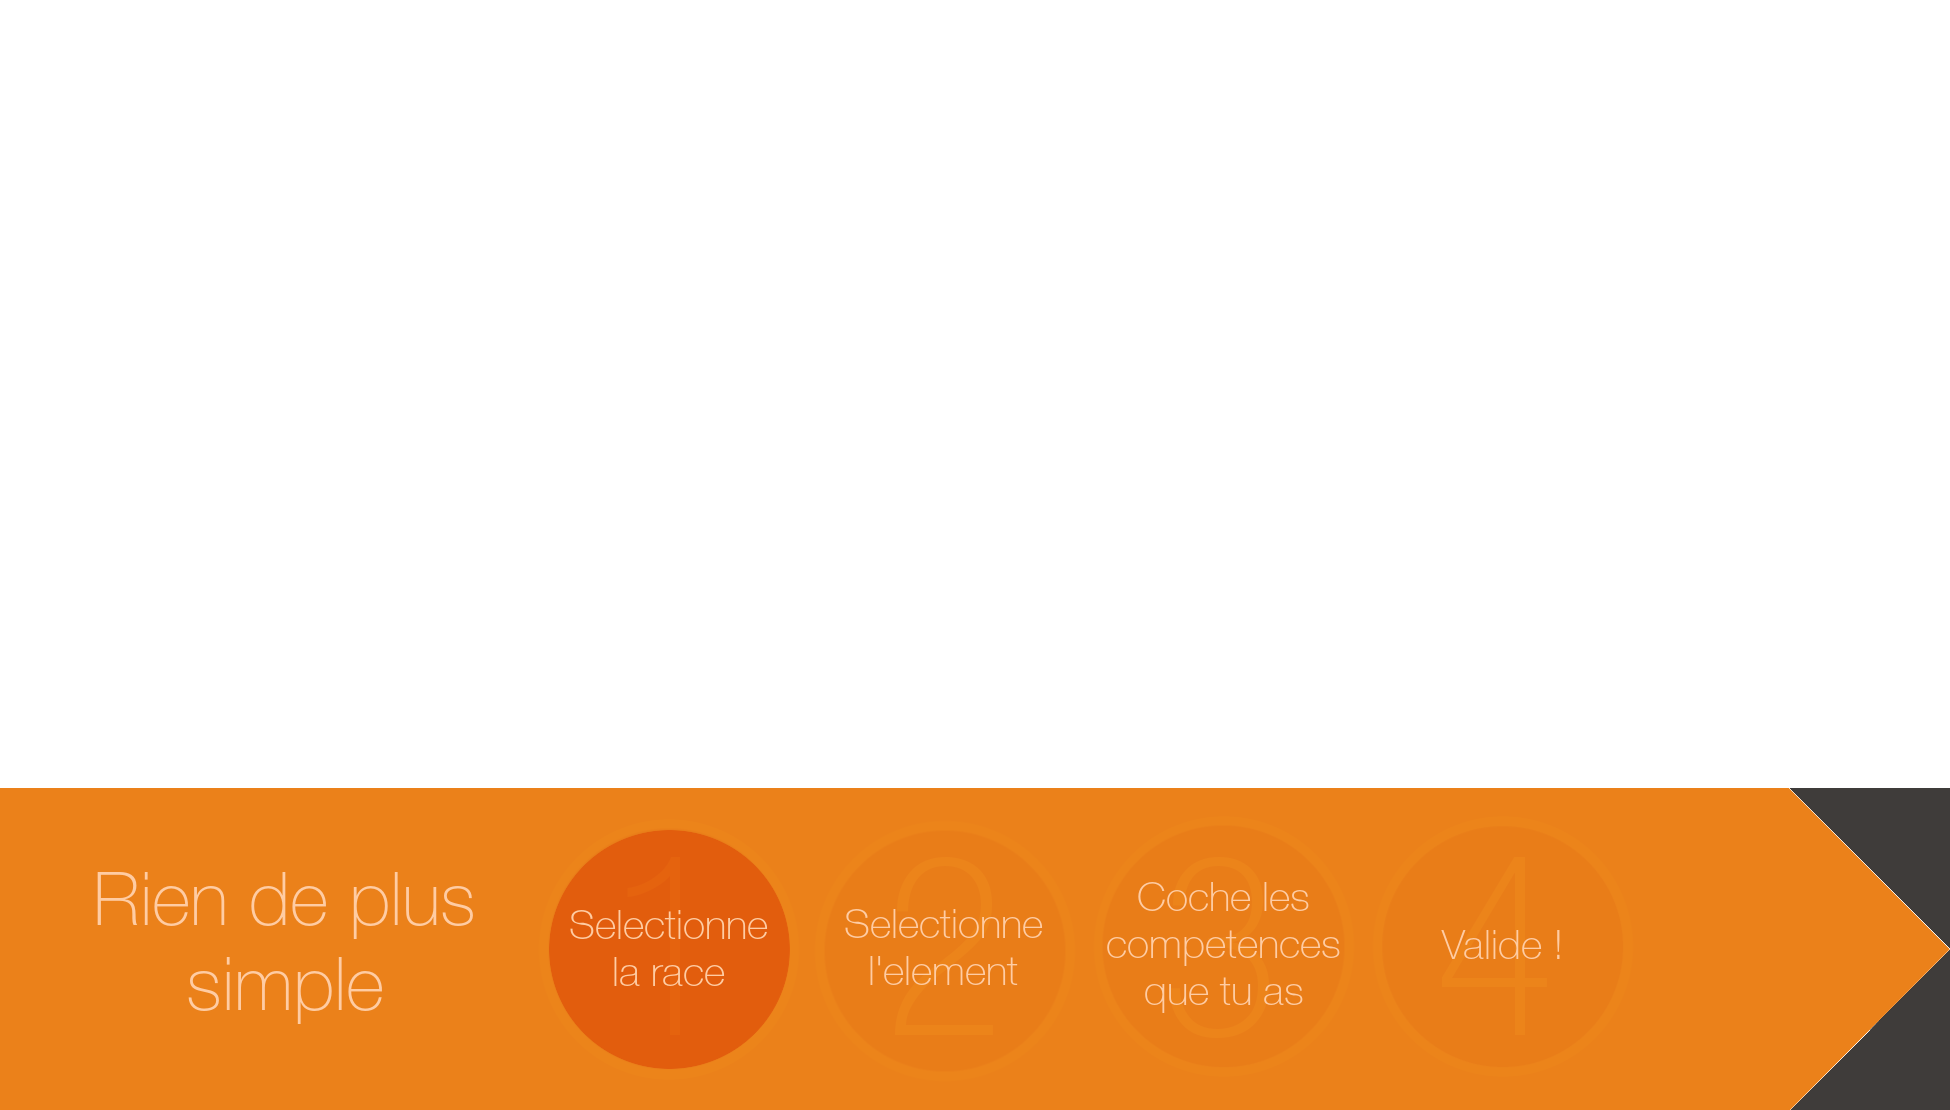 Rien de plus
simple
1
Selectionne
la race
2
Selectionne
l'element
3
Coche les
competences
que tu as
4
Valide !